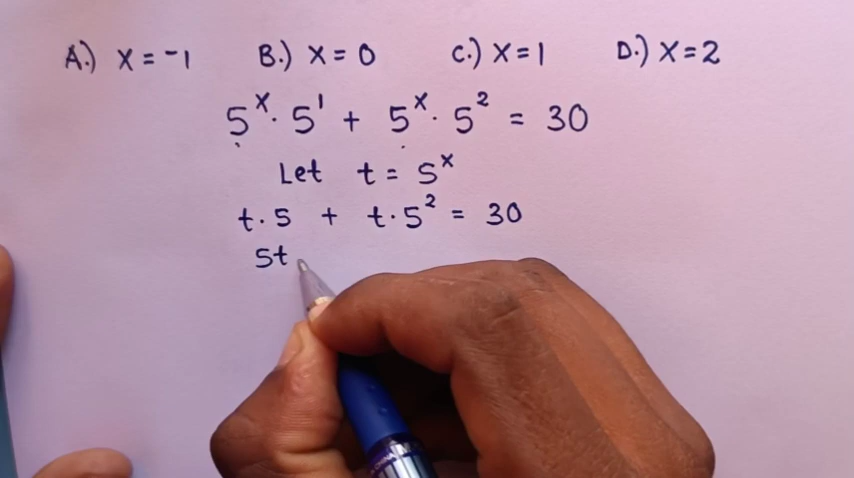 A.) x = -1 B.) x = 0 C.) x = 1 D.) x = 2
5^x · 5^1 + 5^x · 5^2 = 30
Let t = 5^x
t · 5 + t · 5^2 = 30
5t